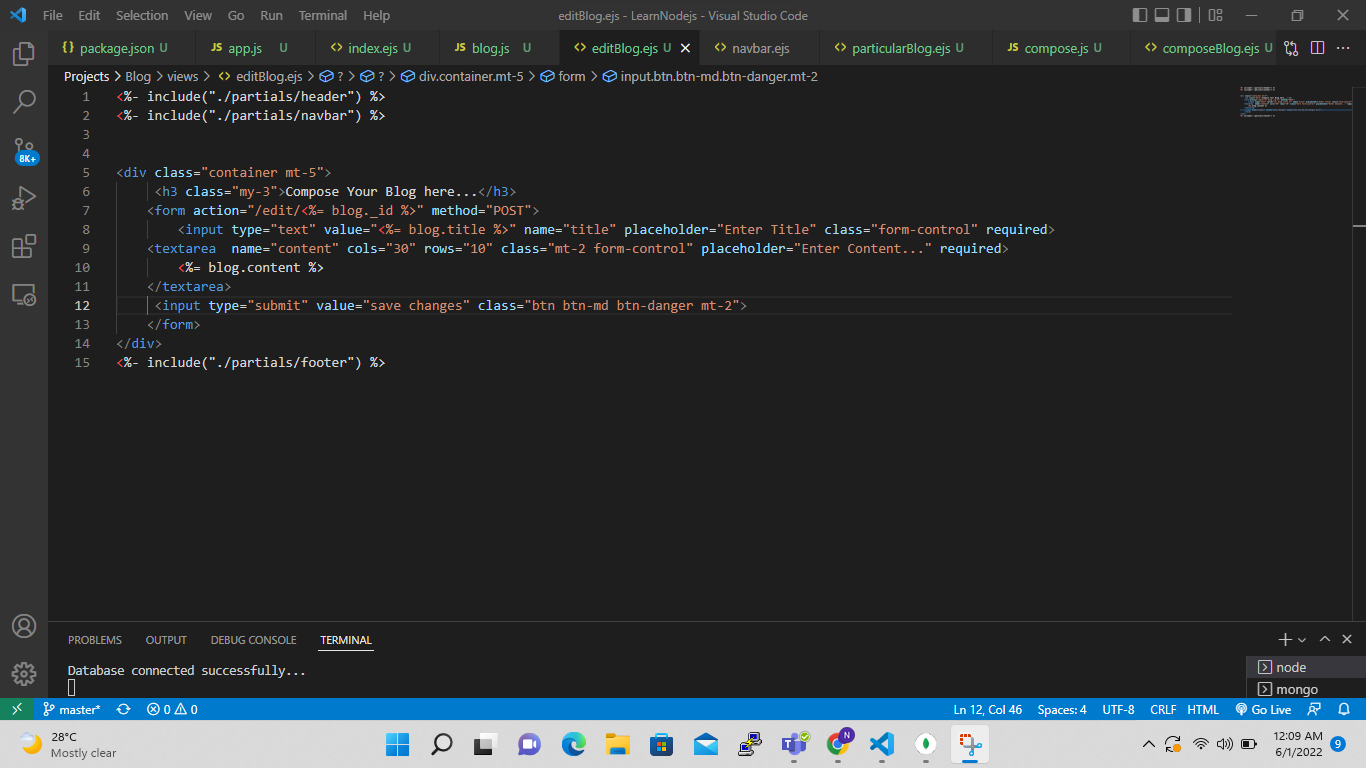 File Edit Selection View Go Run Terminal Help editBlog.ejs - LearnNodejs - Visual Studio Code
{} package.json U JS app.js U <> index.ejs U JS blog.js U <> editBlog.ejs U <> navbar.ejs <> particularBlog.ejs U JS compose.js U <> composeBlog.ejs U
Projects > Blog > views > <> editBlog.ejs > ? > ? > div.container.mt-5 > form > input.btn.btn-md.btn-danger.mt-2
1 <%- include("./partials/header") %>
2 <%- include("./partials/navbar") %>
3
4
5 <div class="container mt-5">
6 <h3 class="my-3">Compose Your Blog here...</h3>
7 <form action="/edit/<%= blog._id %>" method="POST">
8 <input type="text" value="<%= blog.title %>" name="title" placeholder="Enter Title" class="form-control" required>
9 <textarea  name="content" cols="30" rows="10" class="mt-2 form-control" placeholder="Enter Content..." required>
10 <%= blog.content %>
11 </textarea>
12 <input type="submit" value="save changes" class="btn btn-md btn-danger mt-2">
13 </form>
14 </div>
15 <%- include("./partials/footer") %>
8K+
PROBLEMS OUTPUT DEBUG CONSOLE TERMINAL
Database connected successfully...
node
mongo
master* 0 0 Ln 12, Col 46 Spaces: 4 UTF-8 CRLF HTML Go Live
28°C
Mostly clear
N
12:09 AM
6/1/2022
9